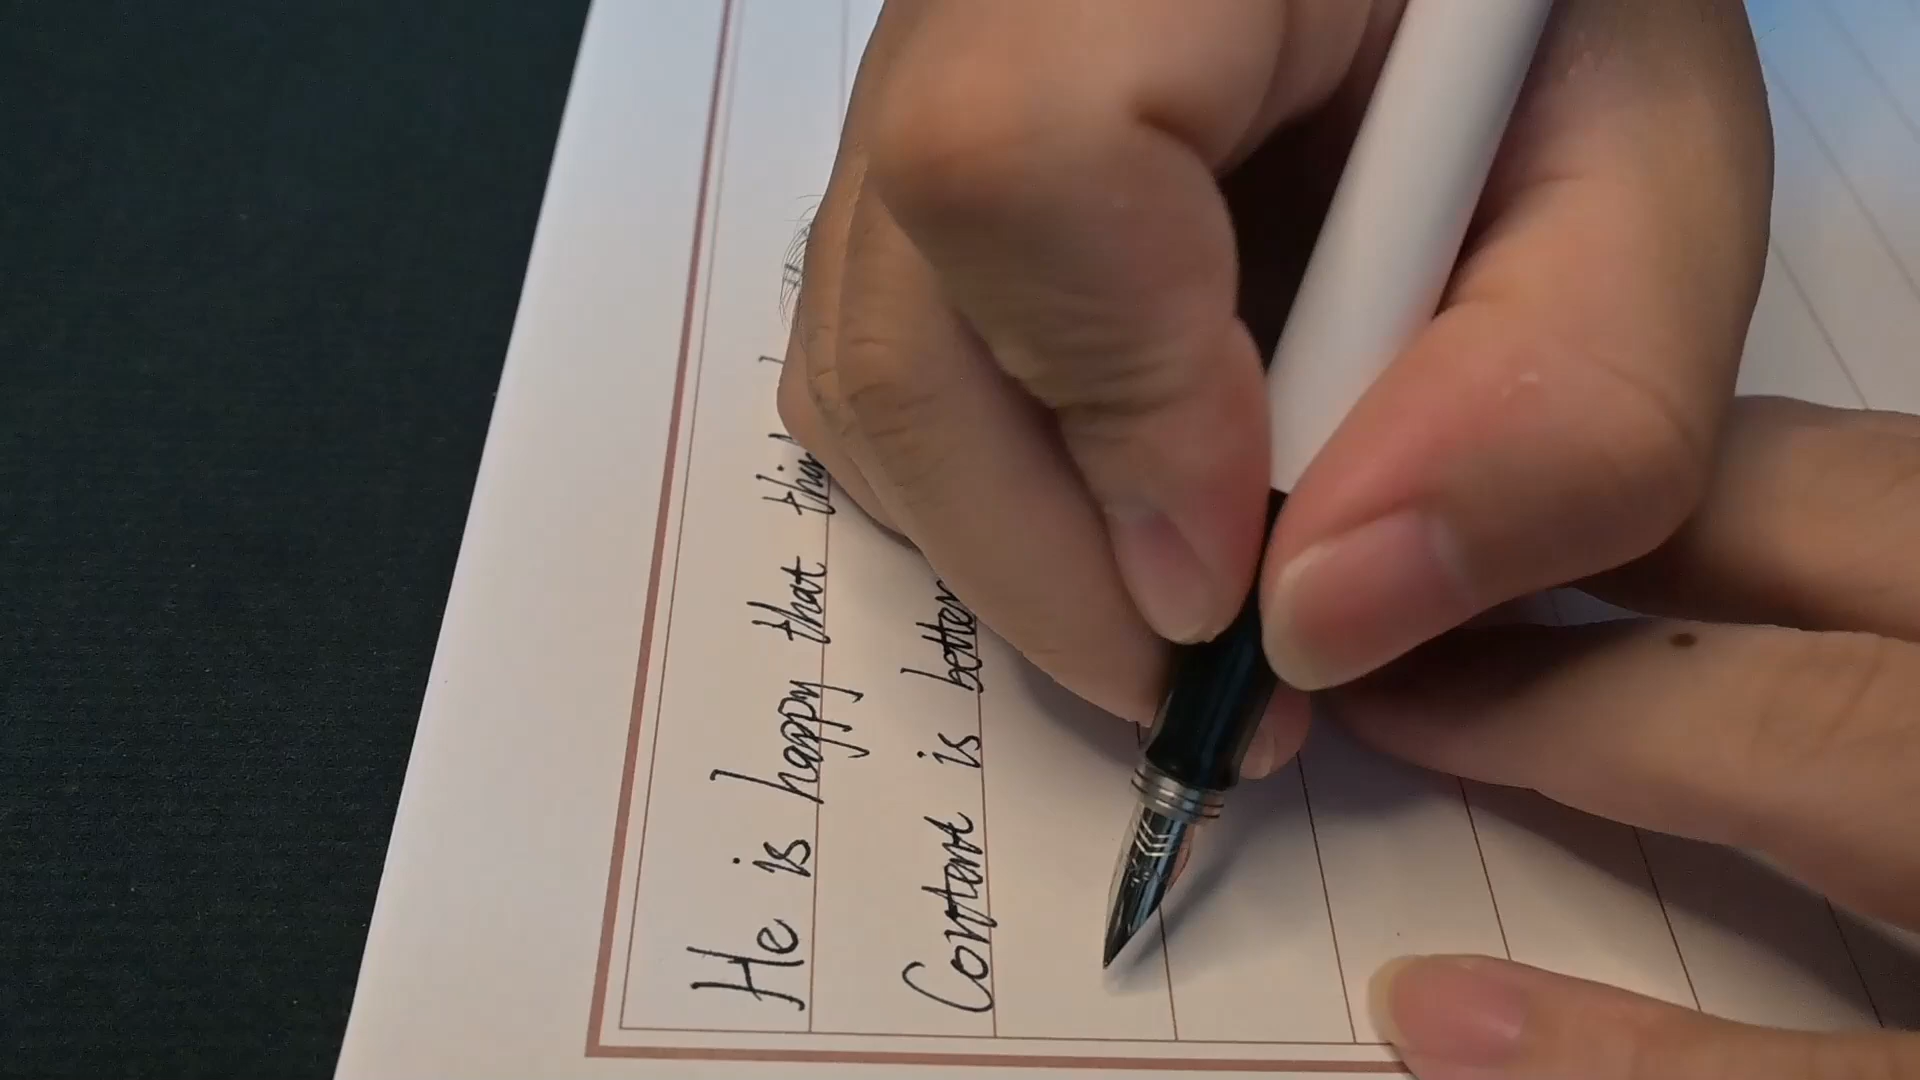 He is happy that
Content is better